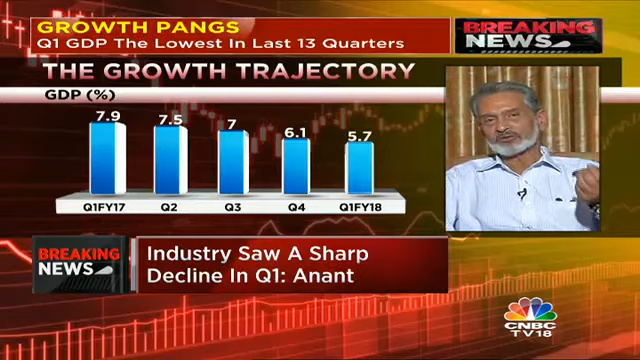 GROWTH PANGS
Q1 GDP The Lowest In Last 13 Quarters
BREAKING
NEWS
THE GROWTH TRAJECTORY
GDP (%)
7.9
7.5
7
6.1
5.7
Q1FY17
Q2
Q3
Q4
Q1FY18
BREAKING
NEWS
Industry Saw A Sharp
Decline In Q1: Anant
CNBC
TV18